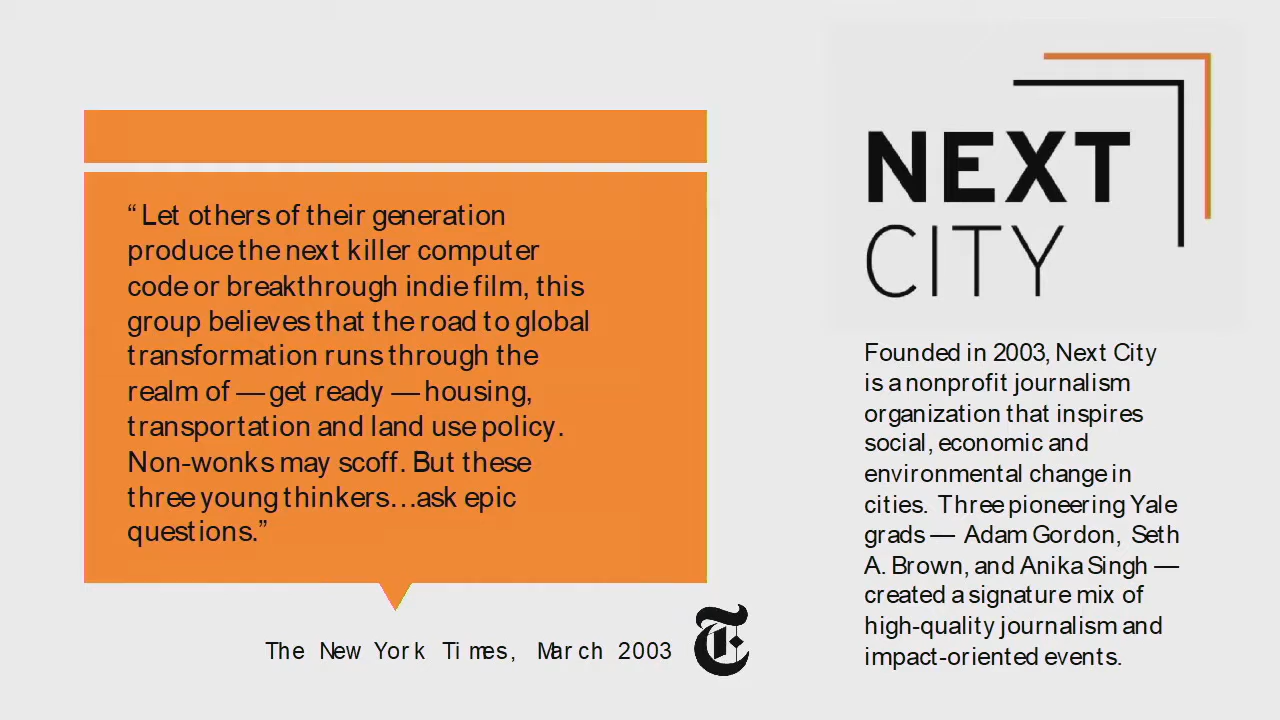 “Let others of their generation
produce the next killer computer
code or breakthrough indie film, this
group believes that the road to global
transformation runs through the
realm of — get ready — housing,
transportation and land use policy.
Non-wonks may scoff. But these
three young thinkers…ask epic
questions.”
The New York Times, March 2003
T
NEXT
CITY
Founded in 2003, Next City
is a nonprofit journalism
organization that inspires
social, economic and
environmental change in
cities. Three pioneering Yale
grads — Adam Gordon, Seth
A. Brown, and Anika Singh —
created a signature mix of
high-quality journalism and
impact-oriented events.